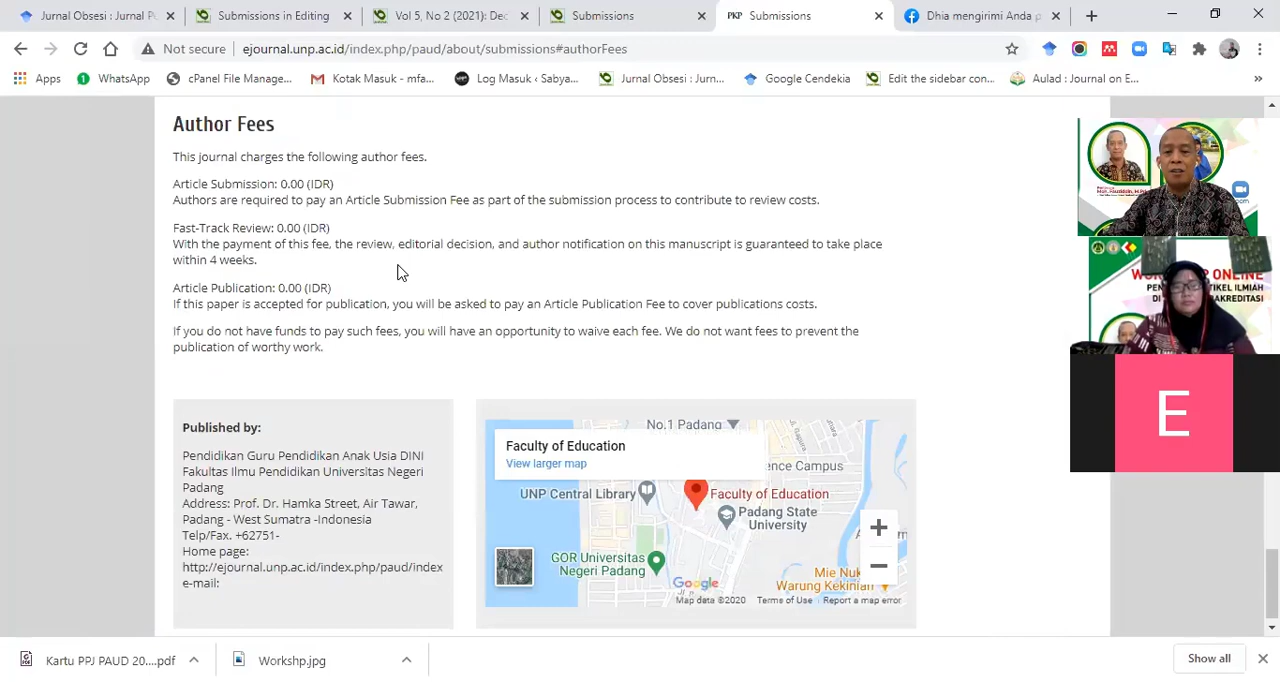 Jurnal Obsesi : Jurnal P
Submissions in Editing
Vol 5, No 2 (2021): Dec
Submissions
PKP Submissions
Dhia mengirimi Anda p
Not secure
ejournal.unp.ac.id/index.php/paud/about/submissions#authorFees
Apps
1 WhatsApp
cPanel File Manage...
Kotak Masuk - mfa...
Log Masuk ‹ Sabya...
Jurnal Obsesi : Jurn...
Google Cendekia
Edit the sidebar con...
Aulad : Journal on E...
Author Fees
This journal charges the following author fees.
Article Submission: 0.00 (IDR)
Authors are required to pay an Article Submission Fee as part of the submission process to contribute to review costs.
Fast-Track Review: 0.00 (IDR)
With the payment of this fee, the review, editorial decision, and author notification on this manuscript is guaranteed to take place
within 4 weeks.
Article Publication: 0.00 (IDR)
If this paper is accepted for publication, you will be asked to pay an Article Publication Fee to cover publications costs.
If you do not have funds to pay such fees, you will have an opportunity to waive each fee. We do not want fees to prevent the
publication of worthy work.
Published by:
Pendidikan Guru Pendidikan Anak Usia DINI
Fakultas Ilmu Pendidikan Universitas Negeri
Padang
Address: Prof. Dr. Hamka Street, Air Tawar,
Padang - West Sumatra -Indonesia
Telp/Fax. +62751-
Home page:
http://ejournal.unp.ac.id/index.php/paud/index
e-mail:
No.1 Padang
Faculty of Education
View larger map
ence Campus
UNP Central Library
Faculty of Education
Padang State
University
GOR Universitas
Negeri Padang
Mie Nuk
Warung Kekinian
Google
Map data ©2020
Terms of Use
Report a map error
E
Kartu PPJ PAUD 20....pdf
Workshp.jpg
Show all